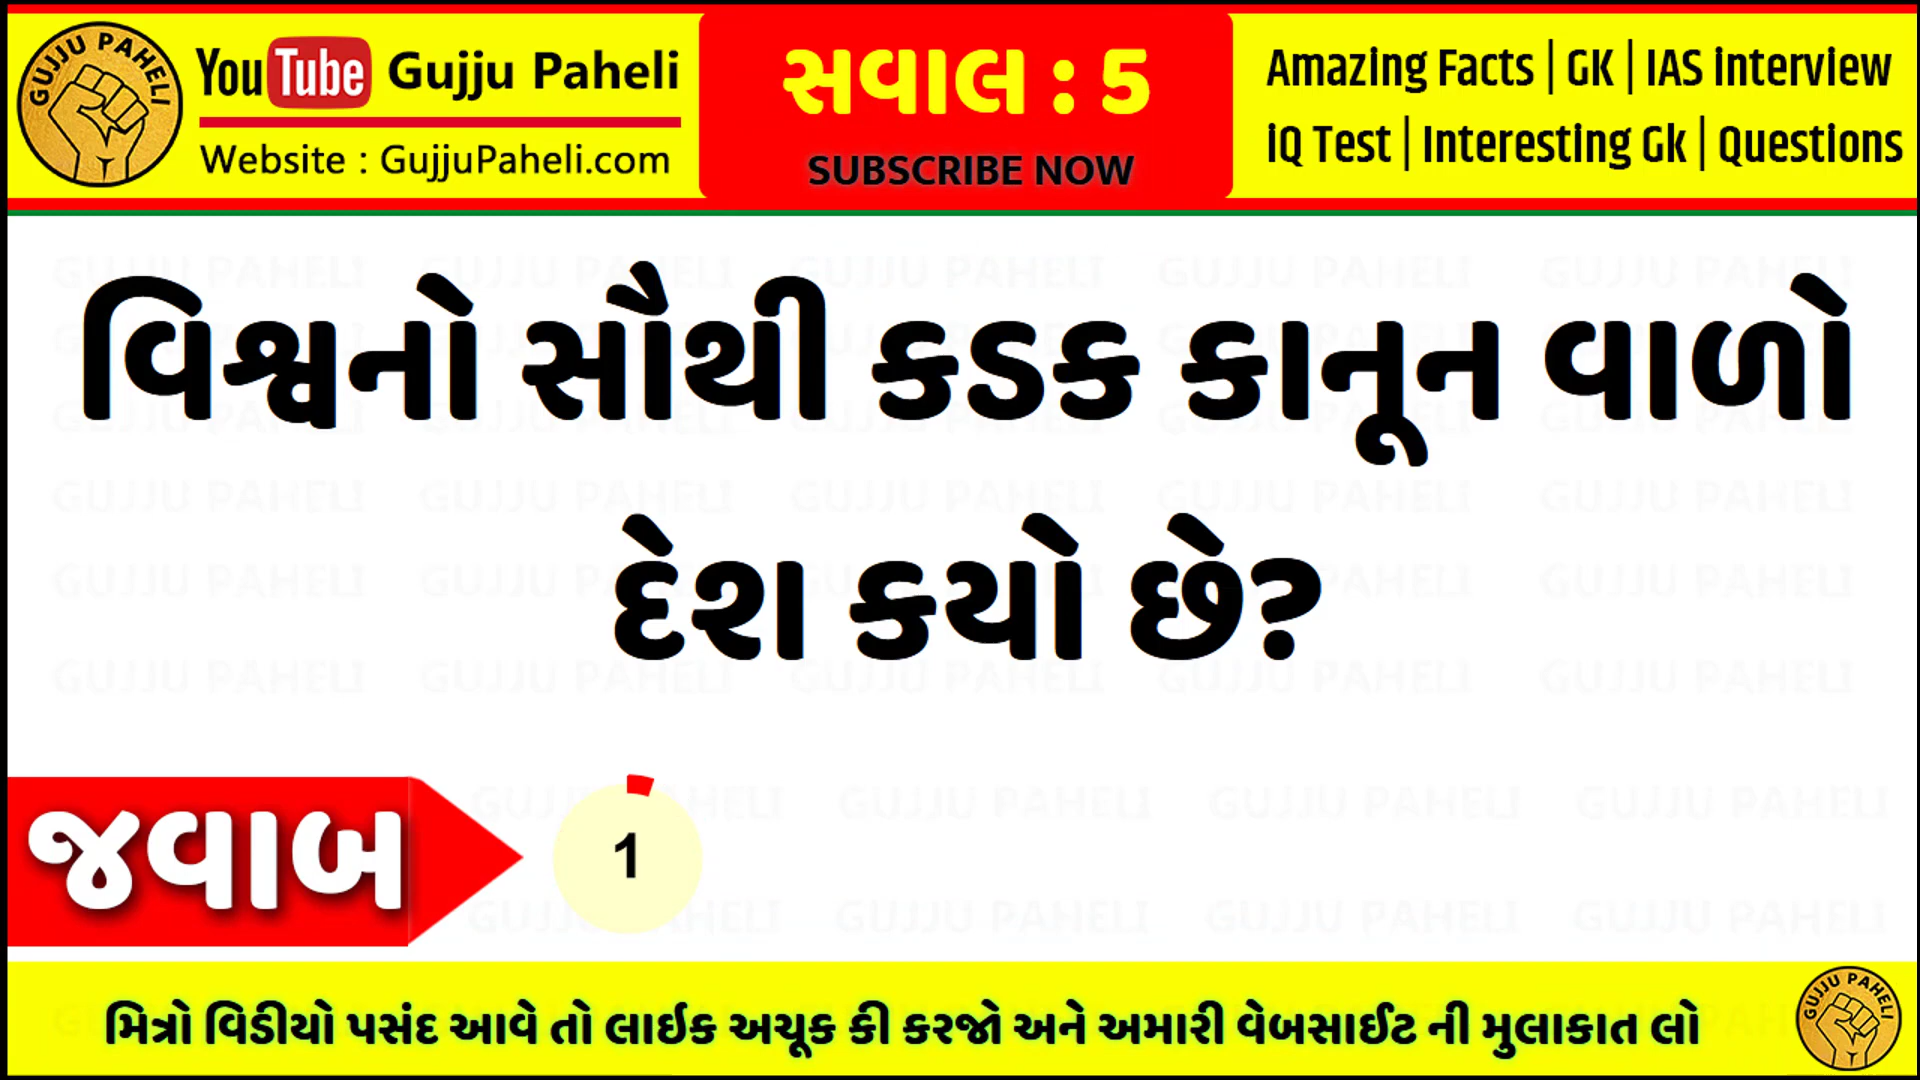 GUJJU PAHELI
YouTube Gujju Paheli
Website : GujjuPaheli.com
સવાલ : 5
SUBSCRIBE NOW
Amazing Facts | GK | IAS interview
iQ Test | Interesting Gk | Questions
વિશ્વનો સૌથી કડક કાનૂન વાળો
દેશ કયો છે?
જવાબ
1
મિત્રો વિડીયો પસંદ આવે તો લાઈક અચૂક કી કરજો અને અમારી વેબસાઈટ ની મુલાકાત લો
GUJJU PAHELI